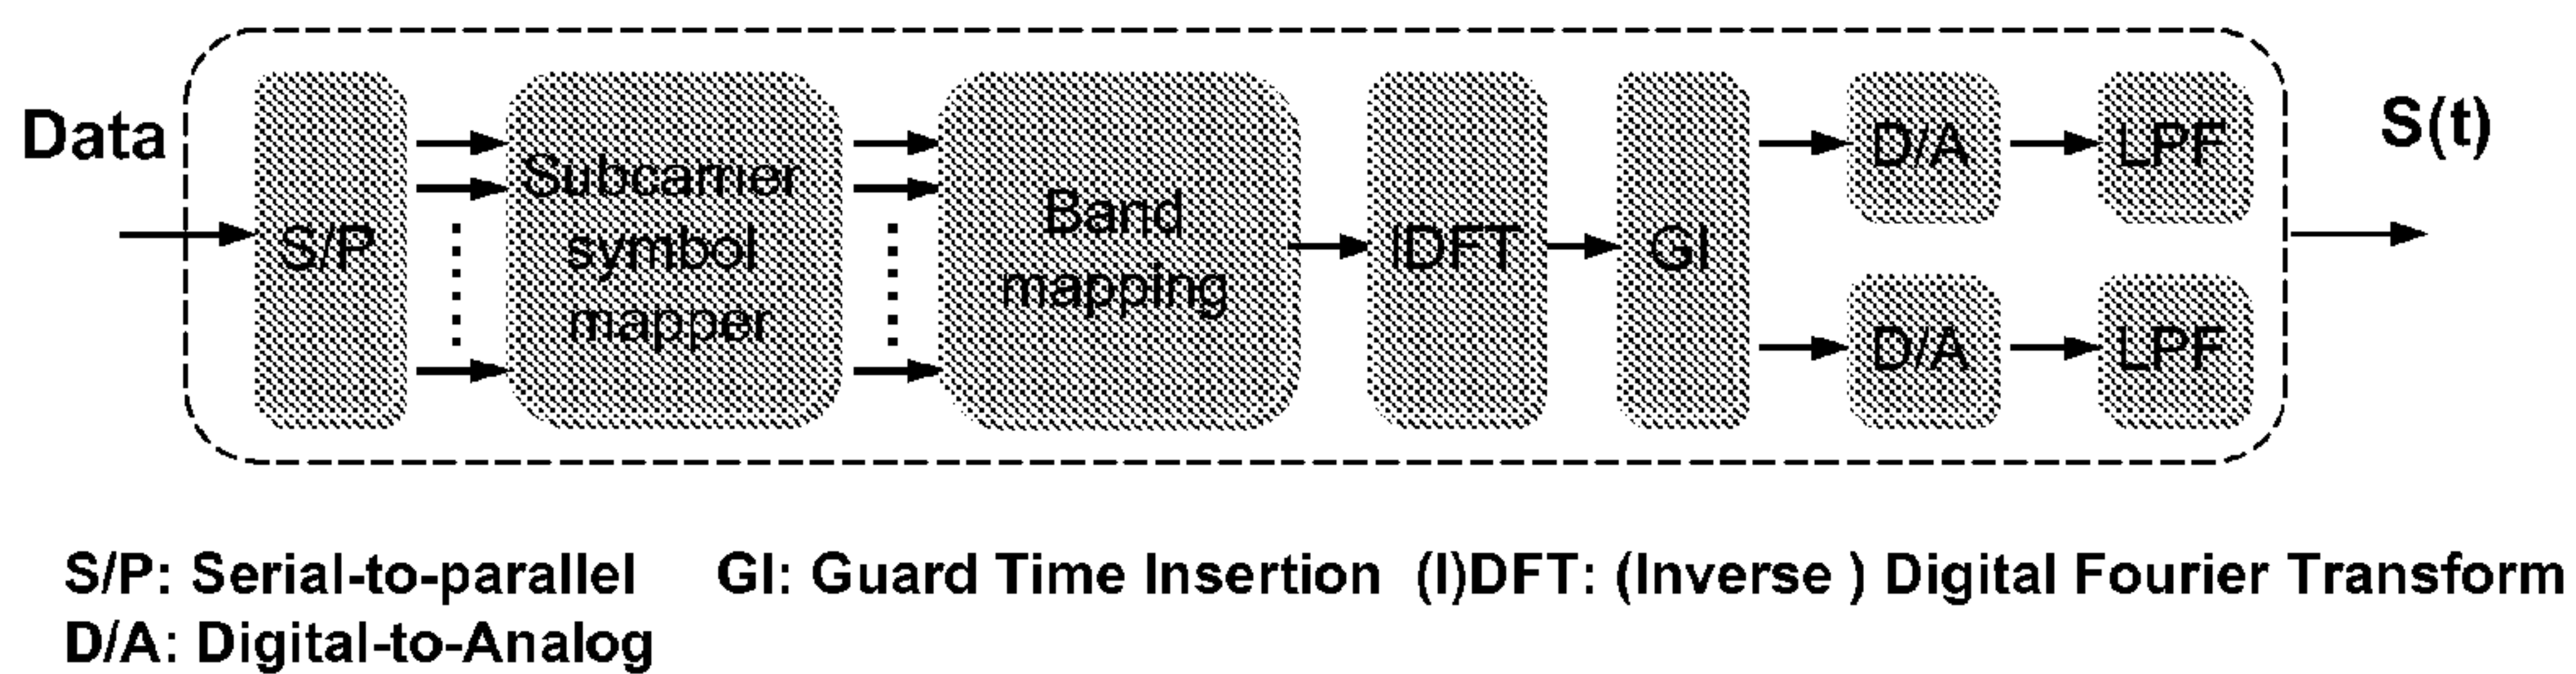 Data
S/P
Subcarrier
symbol
mapper
Band
mapping
IDFT
GI
D/A
LPF
D/A
LPF
S(t)
S/P: Serial-to-parallel GI: Guard Time Insertion (I)DFT: (Inverse ) Digital Fourier Transform
D/A: Digital-to-Analog